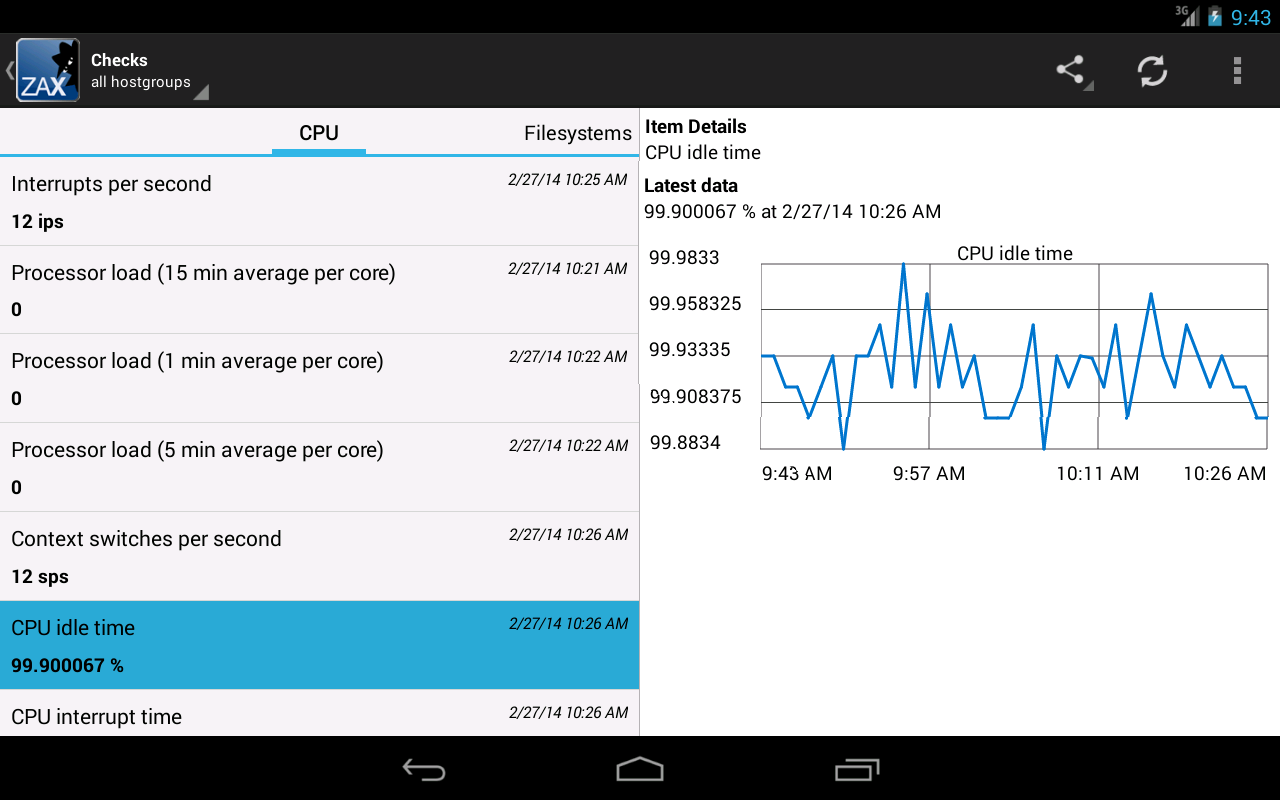 3G 9:43
ZAX
Checks
all hostgroups
CPU Filesystems
Interrupts per second 2/27/14 10:25 AM
12 ips
Processor load (15 min average per core) 2/27/14 10:21 AM
0
Processor load (1 min average per core) 2/27/14 10:22 AM
0
Processor load (5 min average per core) 2/27/14 10:22 AM
0
Context switches per second 2/27/14 10:26 AM
12 sps
CPU idle time 2/27/14 10:26 AM
99.900067 %
CPU interrupt time 2/27/14 10:26 AM
Item Details
CPU idle time
Latest data
99.900067 % at 2/27/14 10:26 AM
CPU idle time
99.9833
99.958325
99.93335
99.908375
99.8834
9:43 AM 9:57 AM 10:11 AM 10:26 AM